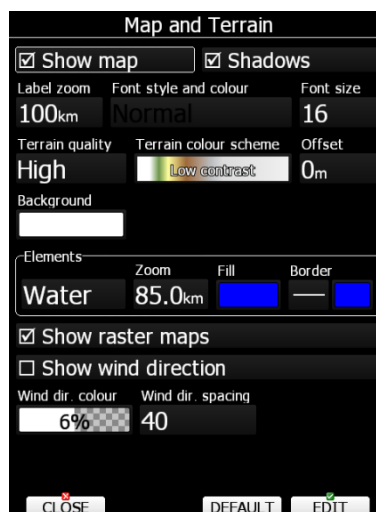 Map and Terrain
Show map Shadows
Label zoom Font style and colour Font size
100km Normal 16
Terrain quality Terrain colour scheme Offset
High Low contrast 0m
Background
Elements
Zoom Fill Border
Water 85.0km
Show raster maps
Show wind direction
Wind dir. colour Wind dir. spacing
6% 40
CLOSE DEFAULT EDIT